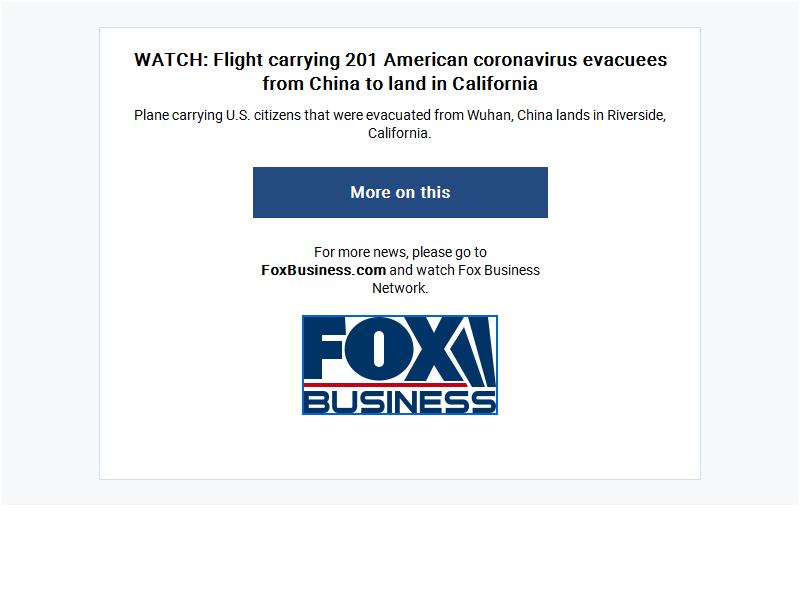 WATCH: Flight carrying 201 American coronavirus evacuees
from China to land in California
Plane carrying U.S. citizens that were evacuated from Wuhan, China lands in Riverside,
California.
More on this
For more news, please go to
FoxBusiness.com and watch Fox Business
Network.
FOX
BUSINESS